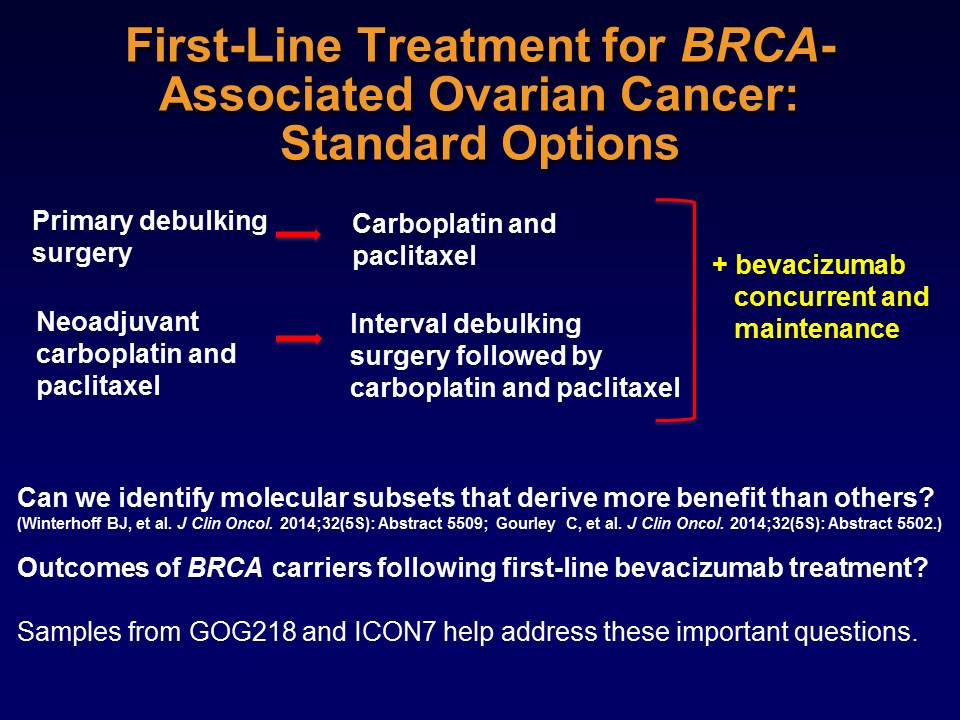 First-Line Treatment for BRCA-
Associated Ovarian Cancer:
Standard Options
Primary debulking
surgery
Carboplatin and
paclitaxel
Neoadjuvant
carboplatin and
paclitaxel
Interval debulking
surgery followed by
carboplatin and paclitaxel
+ bevacizumab
concurrent and
maintenance
Can we identify molecular subsets that derive more benefit than others?
(Winterhoff BJ, et al. J Clin Oncol. 2014;32(5S): Abstract 5509; Gourley C, et al. J Clin Oncol. 2014;32(5S): Abstract 5502.)
Outcomes of BRCA carriers following first-line bevacizumab treatment?
Samples from GOG218 and ICON7 help address these important questions.